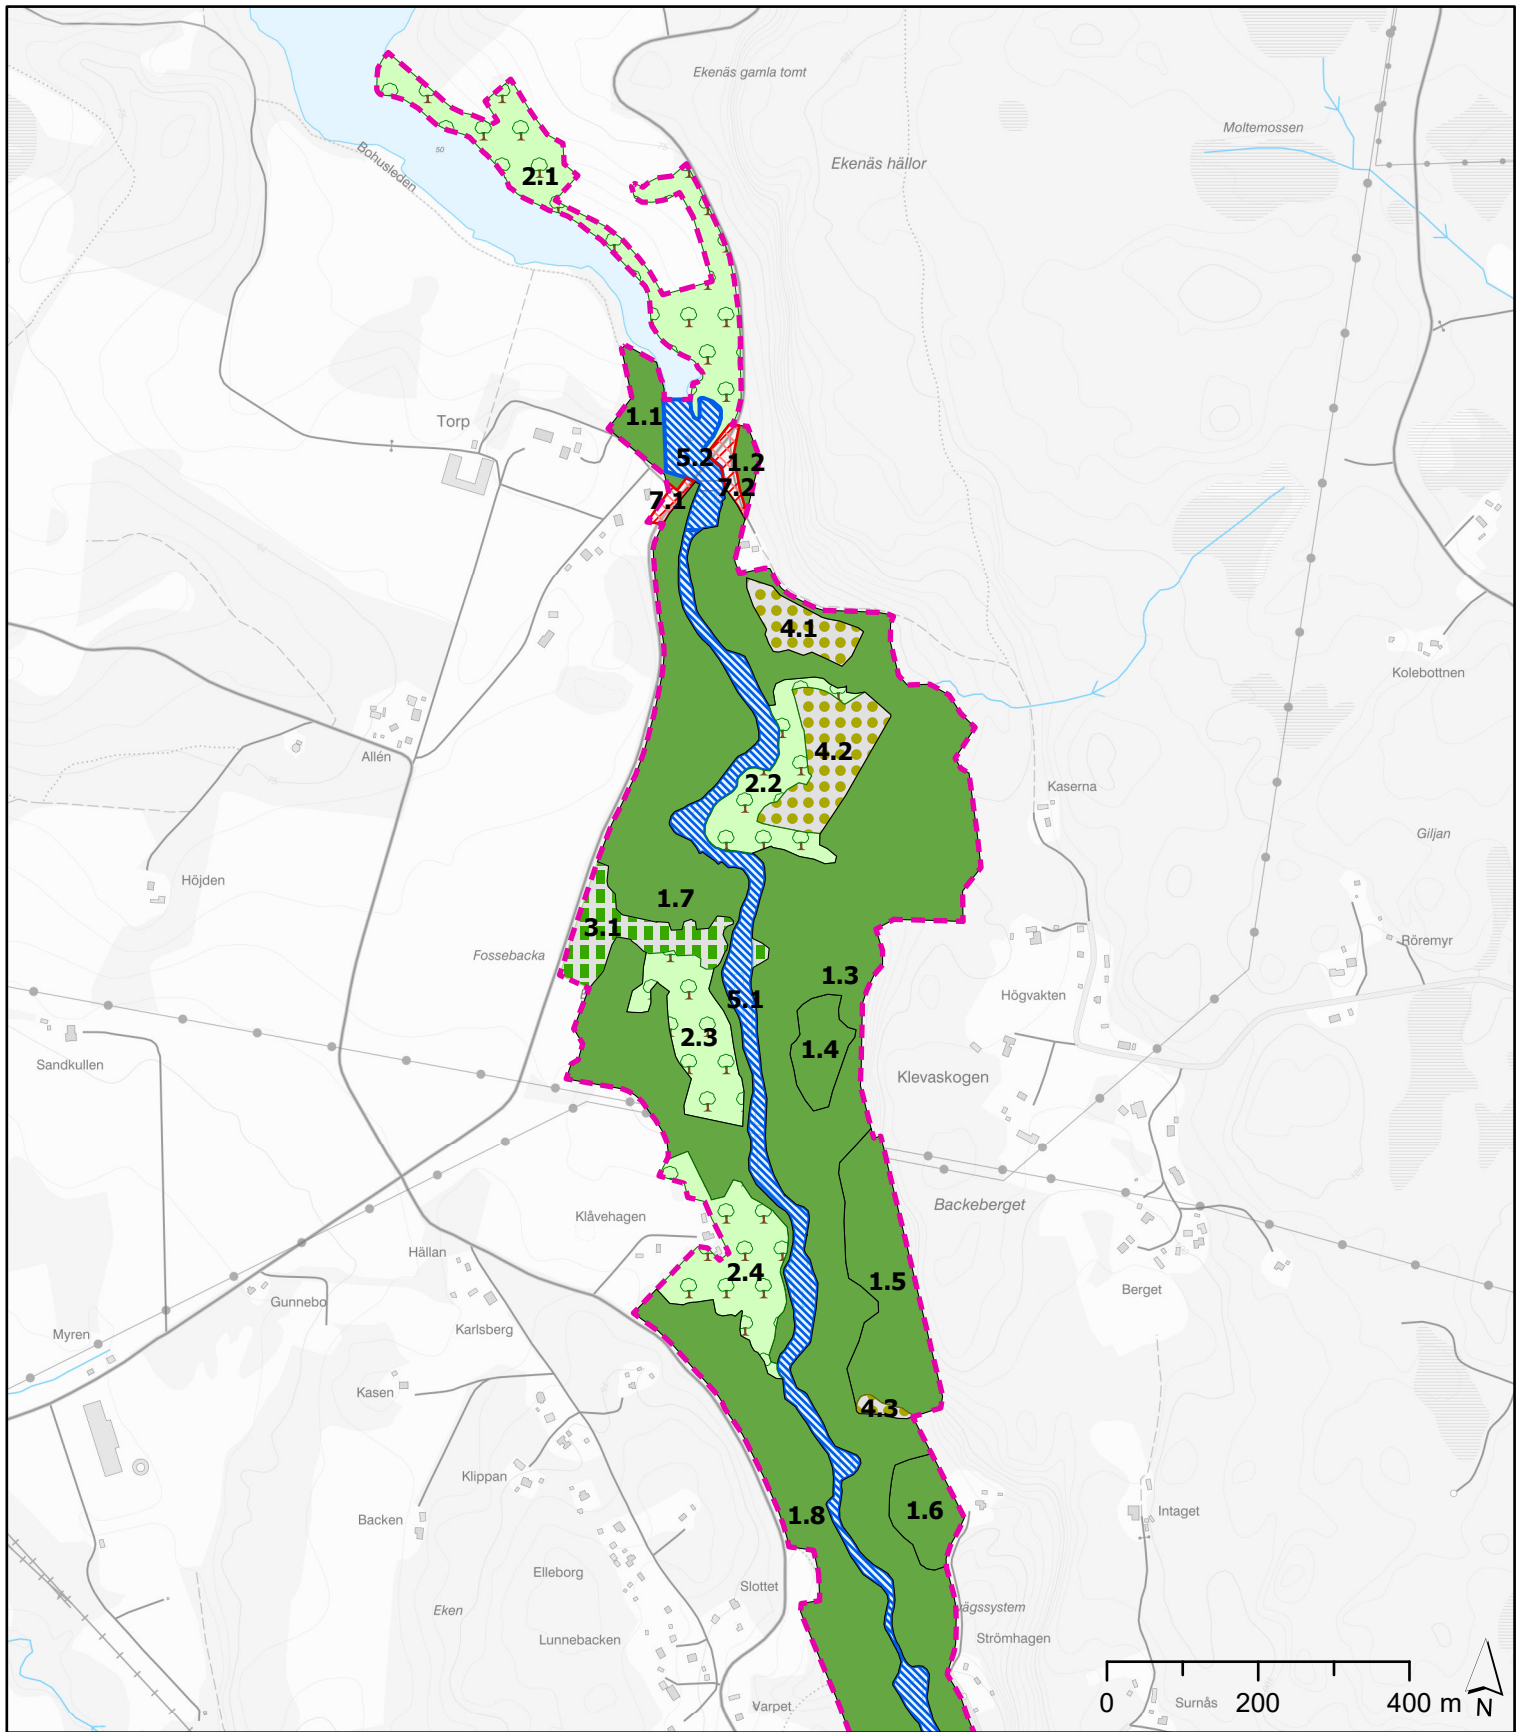 Ekenäs gamla tomt
Moltemossen
50
Bohusleden
Ekenäs hällor
2.1
Torp
1.1
5.2
1.2
7.2
7.1
4.1
Kolebottnen
4.2
Allén
2.2
Kaserna
Giljan
Höjden
1.7
3.1
Röremyr
Fossebacka
1.3
Högvakten
5.1
2.3
1.4
Sandkullen
Klevaskogen
Backeberget
Klåvehagen
Hällan
2.4
1.5
Berget
Gunnebo
Karlsberg
Myren
Kasen
4.3
Klippan
1.8
1.6
Intaget
Backen
Elleborg
Slottet
Eken
vägssystem
Lunnebacken
Strömhagen
Varpet
Surnås
0 200 400 m
N